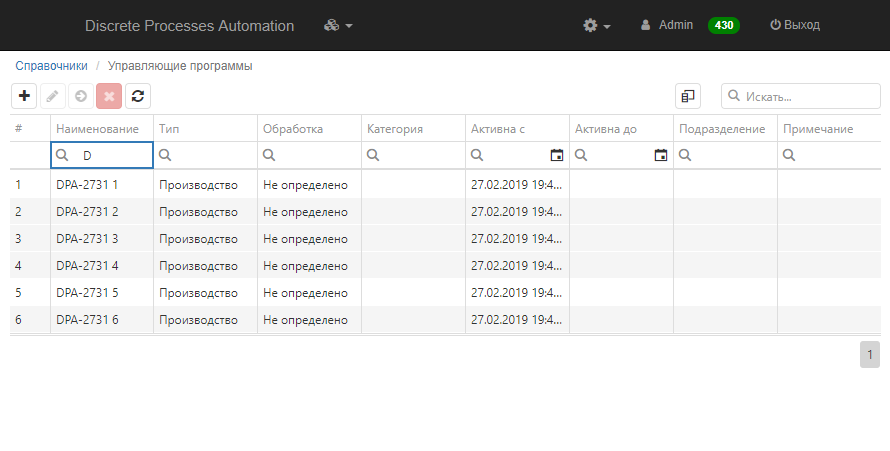 Discrete Processes Automation Admin 430 Выход
Справочники / Управляющие программы
Искать...
# Наименование Тип Обработка Категория Активна с Активна до Подразделение Примечание
D
1 DPA-2731 1 Производство Не определено 27.02.2019 19:4...
2 DPA-2731 2 Производство Не определено 27.02.2019 19:4...
3 DPA-2731 3 Производство Не определено 27.02.2019 19:4...
4 DPA-2731 4 Производство Не определено 27.02.2019 19:4...
5 DPA-2731 5 Производство Не определено 27.02.2019 19:4...
6 DPA-2731 6 Производство Не определено 27.02.2019 19:4...
1